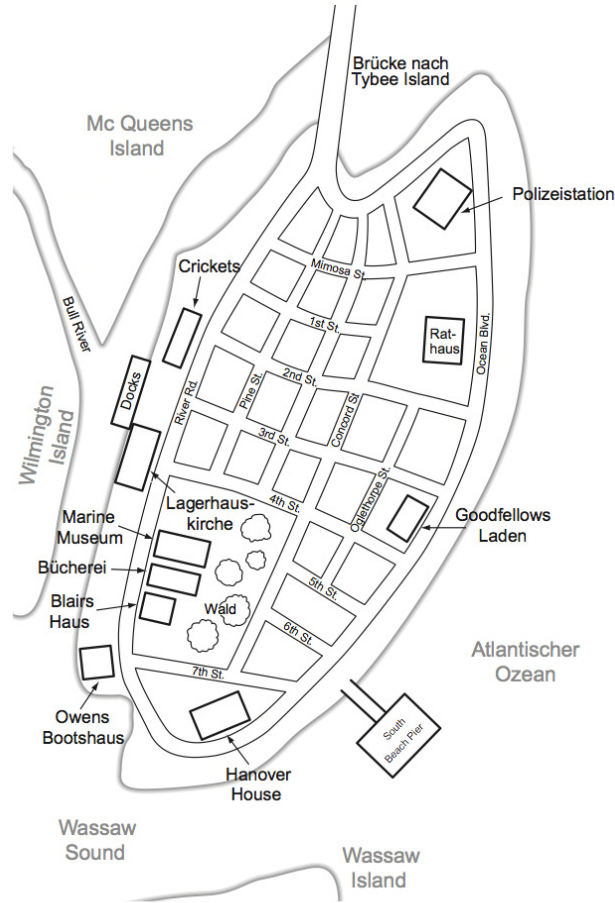 Brücke nach
Tybee Island
Mc Queens
Island
Polizeistation
Crickets
Mimosa St.
Bull River
1st St.
Rat-
haus
Ocean Blvd.
2nd St.
Docks
River Rd.
Pine St.
Concord St.
Wilmington
Island
3rd St.
Lagerhaus-
kirche
4th St.
Oglethorpe St.
Goodfellows
Laden
Marine
Museum
Bücherei
Blairs
Haus
Wald
5th St.
6th St.
7th St.
Atlantischer
Ozean
Owens
Bootshaus
South
Beach Pier
Hanover
House
Wassaw
Sound
Wassaw
Island